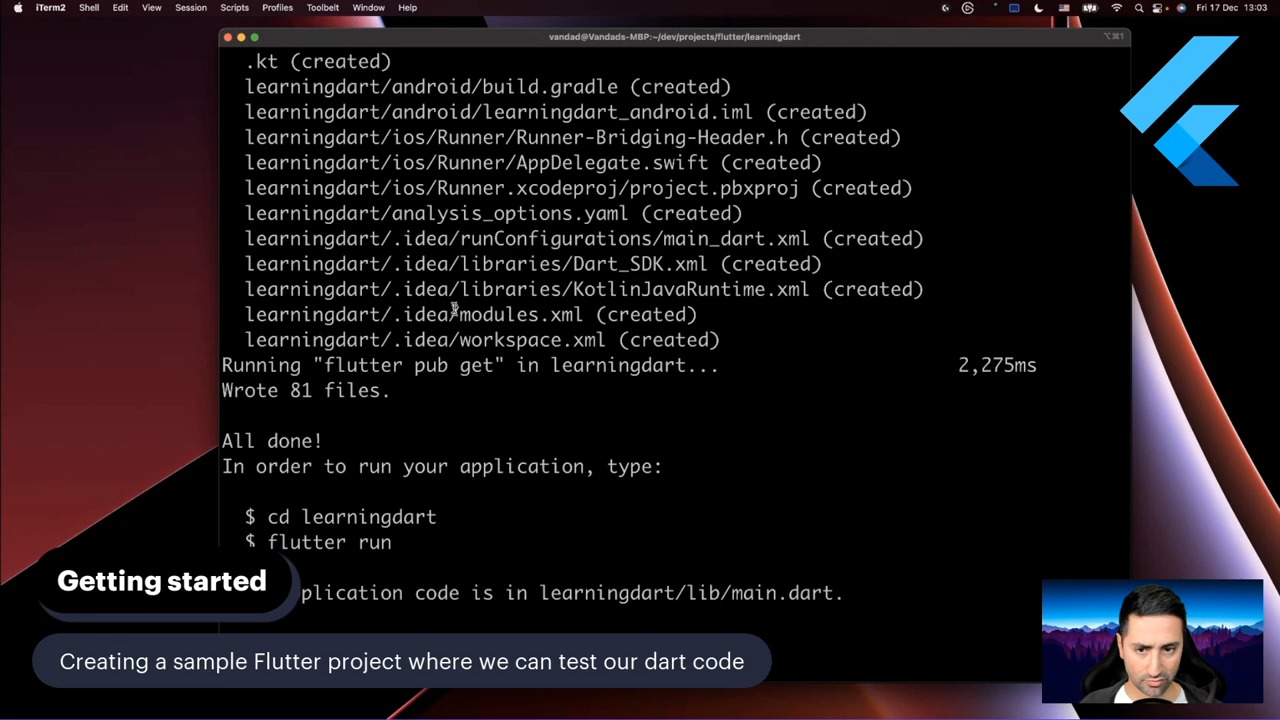 iTerm2 Shell Edit View Session Scripts Profiles Toolbelt Window Help Fri 17 Dec 13:03
vandad@Vandads-MBP:~/dev/projects/flutter/learningdart ⌥⌘1
.kt (created)
learningdart/android/build.gradle (created)
learningdart/android/learningdart_android.iml (created)
learningdart/ios/Runner/Runner-Bridging-Header.h (created)
learningdart/ios/Runner/AppDelegate.swift (created)
learningdart/ios/Runner.xcodeproj/project.pbxproj (created)
learningdart/analysis_options.yaml (created)
learningdart/.idea/runConfigurations/main_dart.xml (created)
learningdart/.idea/libraries/Dart_SDK.xml (created)
learningdart/.idea/libraries/KotlinJavaRuntime.xml (created)
learningdart/.idea/modules.xml (created)
learningdart/.idea/workspace.xml (created)
Running "flutter pub get" in learningdart... 2,275ms
Wrote 81 files.
All done!
In order to run your application, type:
$ cd learningdart
$ flutter run
plication code is in learningdart/lib/main.dart.
Getting started
Creating a sample Flutter project where we can test our dart code